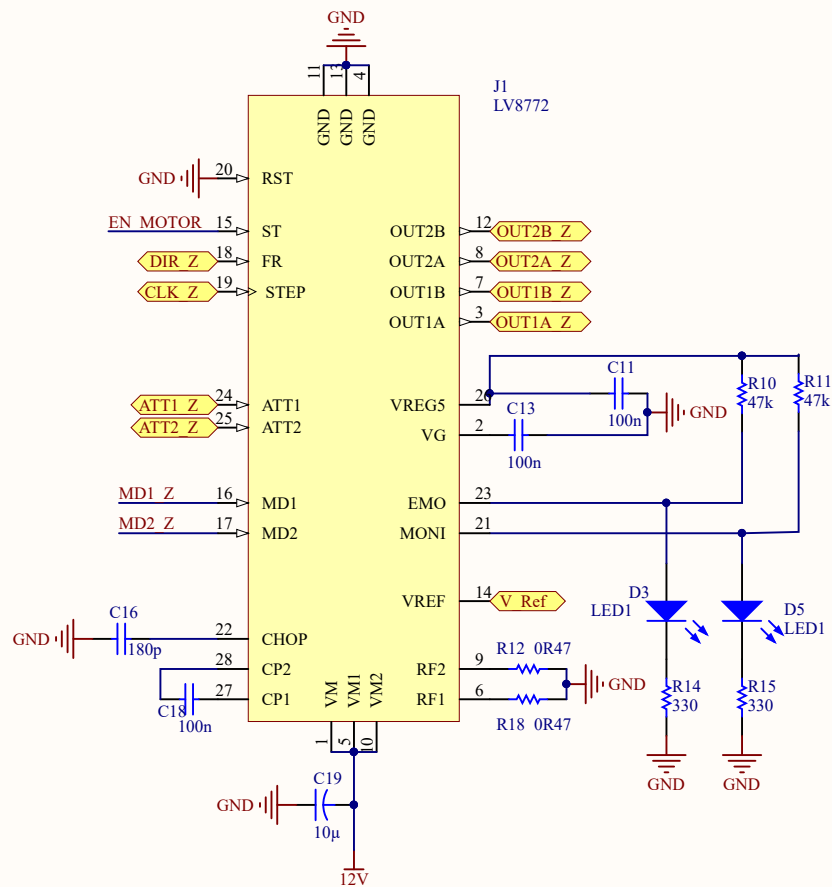 GND
11
13
4
J1
LV8772
GND
GND
GND
GND
20
RST
EN_MOTOR
15
ST
OUT2B
12
OUT2B_Z
DIR_Z
18
FR
OUT2A
8
OUT2A_Z
CLK_Z
19
STEP
OUT1B
7
OUT1B_Z
OUT1A
3
OUT1A_Z
C11
100n
GND
R10
47k
R11
47k
ATT1_Z
24
ATT1
VREG5
26
C13
100n
ATT2_Z
25
ATT2
VG
2
MD1_Z
16
MD1
EMO
23
MD2_Z
17
MD2
MONI
21
VREF
14
V_Ref
D3
LED1
D5
LED1
C16
180p
GND
22
CHOP
28
CP2
RF2
9
R12 0R47
GND
C18
100n
27
CP1
RF1
6
R18 0R47
R14
330
R15
330
VM
VM1
VM2
1
5
10
GND
GND
C19
10µ
GND
12V